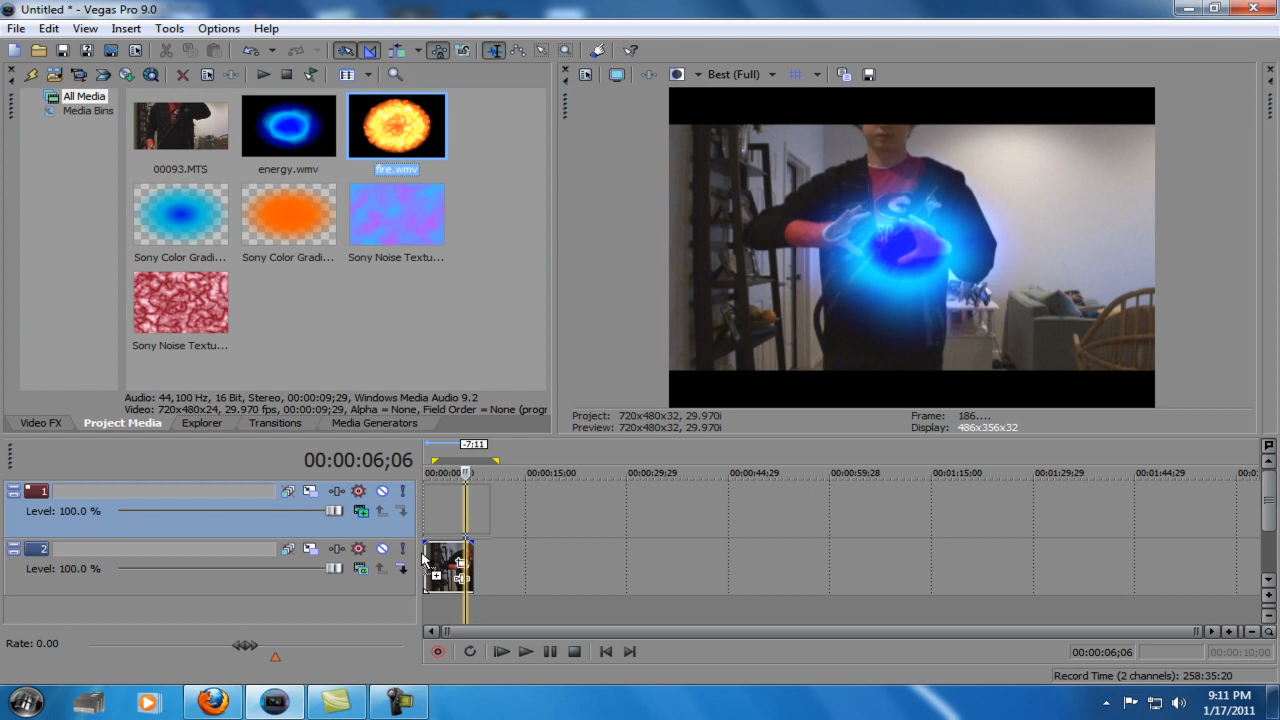 Untitled * - Vegas Pro 9.0
File Edit View Insert Tools Options Help
Best (Full)
All Media
Media Bins
00093.MTS
energy.wmv
fire.wmv
Sony Color Gradi...
Sony Color Gradi...
Sony Noise Textu...
Sony Noise Textu...
Audio: 44,100 Hz, 16 Bit, Stereo, 00:00:09;29, Windows Media Audio 9.2
Video: 720x480x24, 29.970 fps, 00:00:09;29, Alpha = None, Field Order = None (progr
Video FX Project Media Explorer Transitions Media Generators
Project: 720x480x32, 29.970i
Preview: 720x480x32, 29.970i
Frame: 186....
Display: 486x356x32
-7;11
00:00:06;06
00:00:00 00:00:15;00 00:00:29;29 00:00:44;29 00:00:59;28 00:01:15;00 00:01:29;29 00:01:44;29 00:0
1
Level: 100.0 %
2
Level: 100.0 %
Rate: 0.00
00:00:06;06
00:00:10;00
Record Time (2 channels): 258:35:20
9:11 PM
1/17/2011